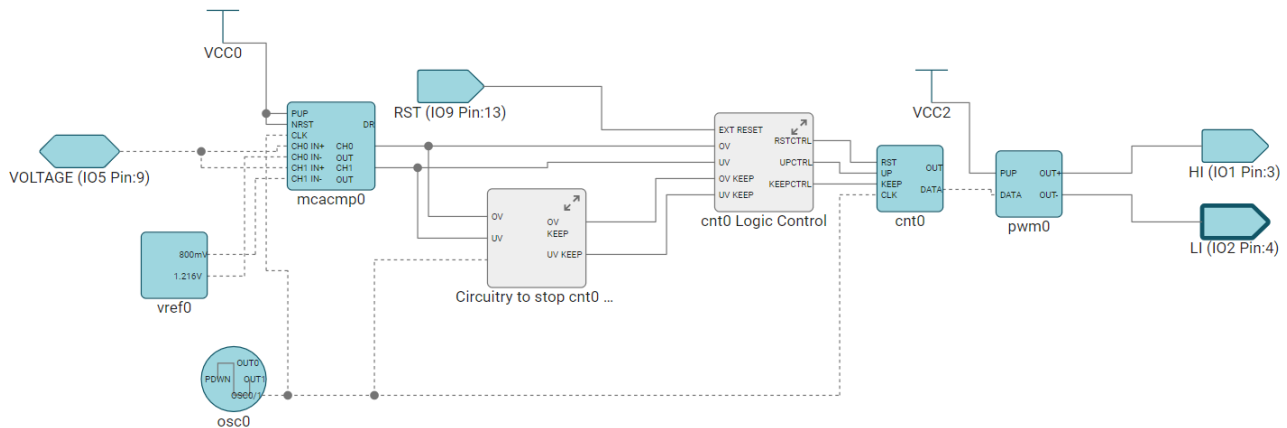 VCC0
PUP
NRST
CLK
CH0 IN+
CH0 IN-
CH1 IN+
CH1 IN-
DR
CH0
OUT
CH1
OUT
mcacmp0
VOLTAGE (IO5 Pin:9)
800mV
1.216V
vref0
OUT0
PDWN
OUT1
OSC0/1
osc0
RST (IO9 Pin:13)
OV
UV
OV
KEEP
UV KEEP
Circuitry to stop cnt0 ...
EXT RESET
OV
UV
OV KEEP
UV KEEP
RSTCTRL
UPCTRL
KEEPCTRL
cnt0 Logic Control
RST
UP
KEEP
CLK
OUT
DATA
cnt0
VCC2
PUP
DATA
OUT+
OUT-
pwm0
HI (IO1 Pin:3)
LI (IO2 Pin:4)